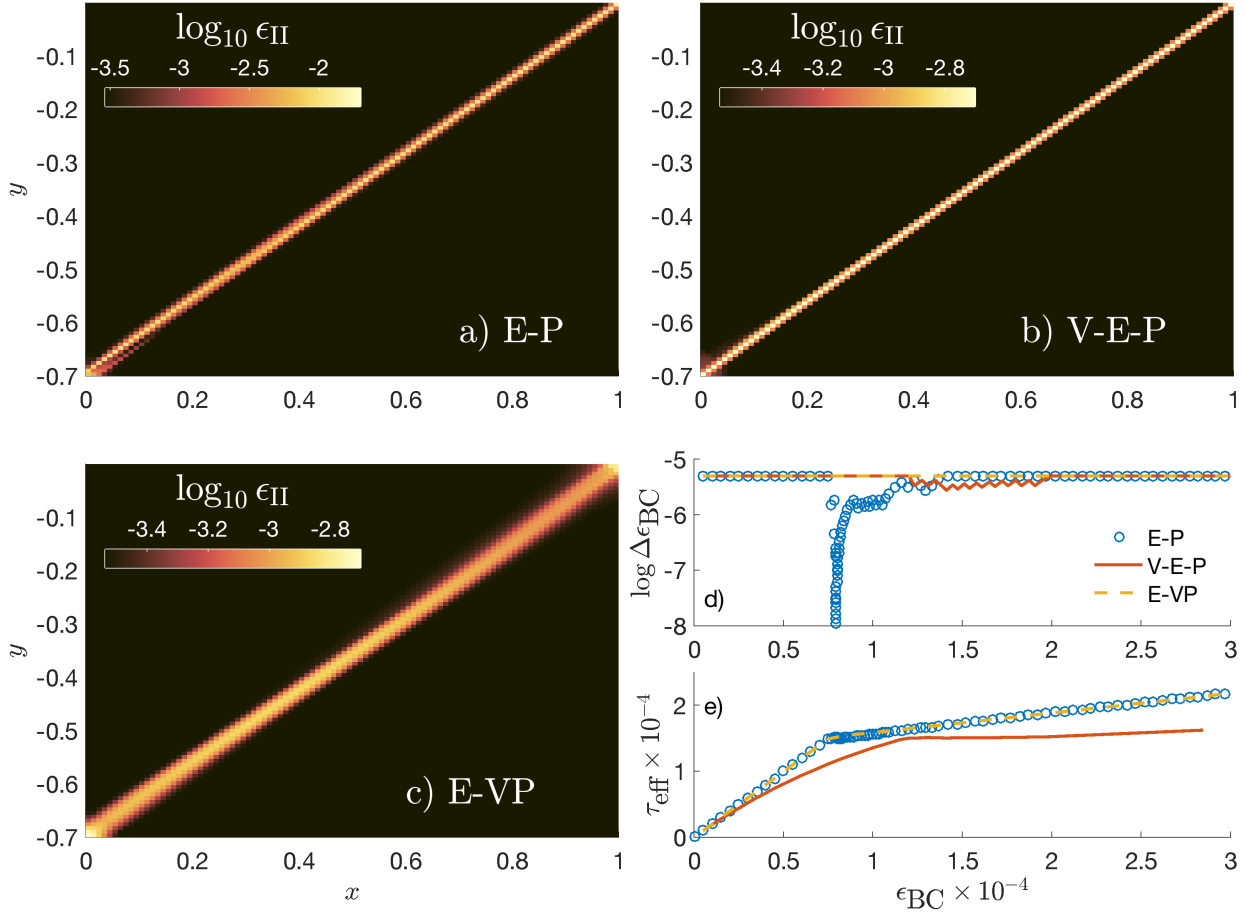 log₁₀ ϵ_II
-3.5 -3 -2.5 -2
-0.1
-0.2
-0.3
y
-0.4
-0.5
-0.6
-0.7
a) E-P
0 0.2 0.4 0.6 0.8 1
log₁₀ ϵ_II
-3.4 -3.2 -3 -2.8
-0.1
-0.2
-0.3
-0.4
-0.5
-0.6
-0.7
b) V-E-P
0 0.2 0.4 0.6 0.8 1
log₁₀ ϵ_II
-3.4 -3.2 -3 -2.8
-0.1
-0.2
-0.3
y
-0.4
-0.5
-0.6
-0.7
c) E-VP
0 0.2 0.4 0.6 0.8 1
x
-5
-6
-7
-8
log Δϵ_BC
E-P
V-E-P
E-VP
d)
0 0.5 1 1.5 2 2.5 3
e)
2
1
0
τ_eff × 10⁻⁴
0 0.5 1 1.5 2 2.5 3
ϵ_BC × 10⁻⁴